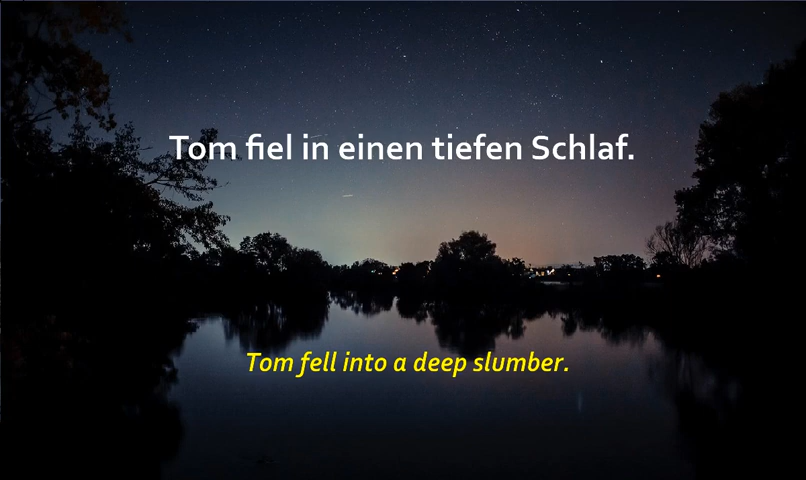 Tom fiel in einen tiefen Schlaf.
Tom fell into a deep slumber.